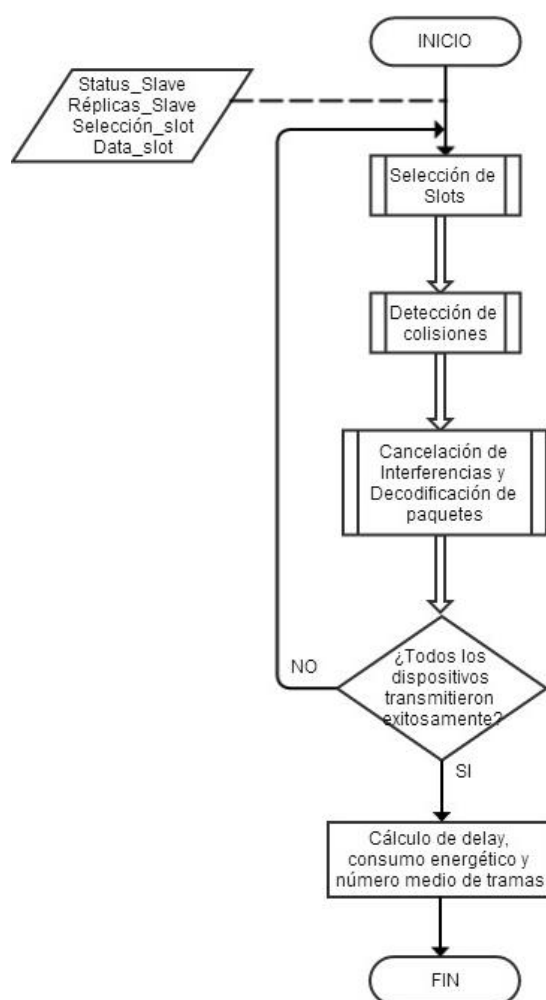 INICIO
Status_Slave
Réplicas_Slave
Selección_slot
Data_slot
Selección de
Slots
Detección de
colisiones
Cancelación de
Interferencias y
Decodificación de
paquetes
¿Todos los
dispositivos
transmitieron
exitosamente?
NO
SI
Cálculo de delay,
consumo energético y
número medio de tramas
FIN